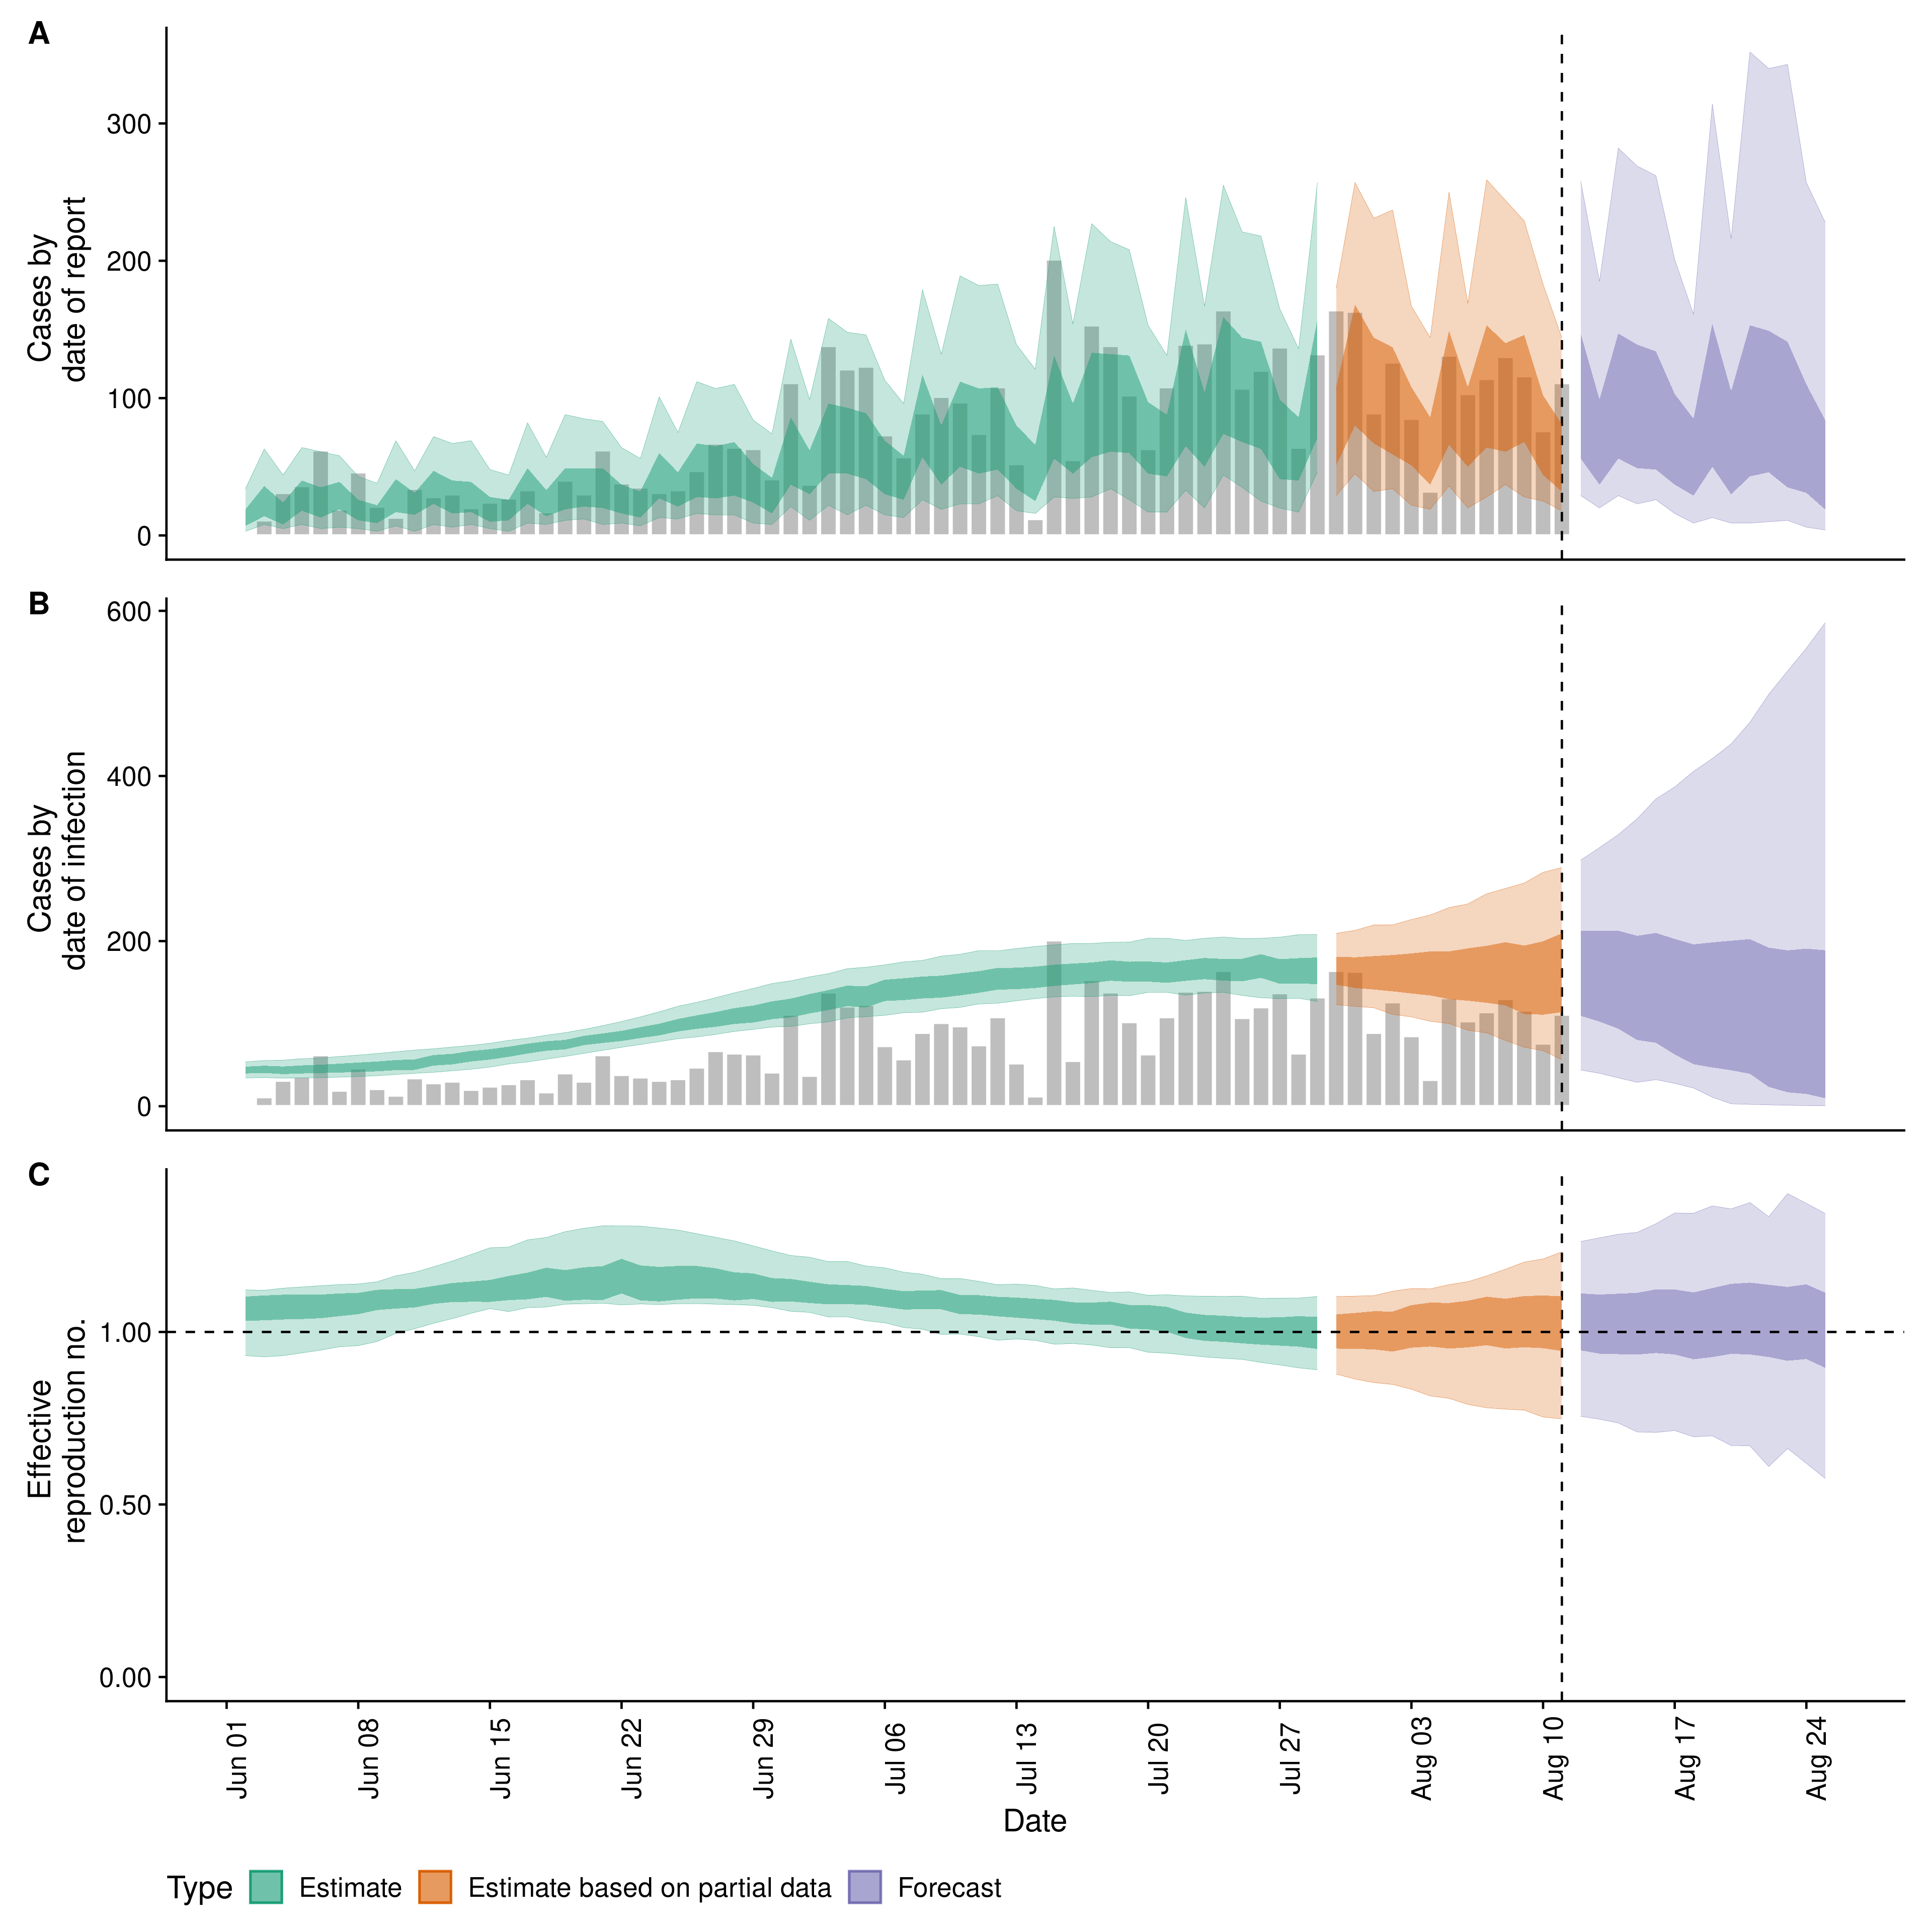 A
Cases by
date of report
300
200
100
0
B
Cases by
date of infection
600
400
200
0
C
Effective
reproduction no.
1.00
0.50
0.00
Jun 01
Jun 08
Jun 15
Jun 22
Jun 29
Jul 06
Jul 13
Jul 20
Jul 27
Aug 03
Aug 10
Aug 17
Aug 24
Date
Type Estimate Estimate based on partial data Forecast